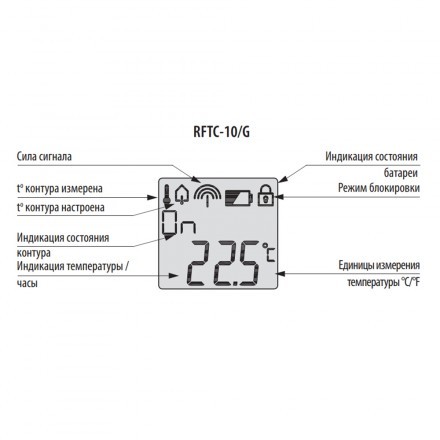 RFTC-10/G
Сила сигнала
Индикация состояния
батареи
t° контура измерена
Режим блокировки
t° контура настроена
Индикация состояния
контура
Индикация температуры /
часы
On
22.5 °C
Единицы измерения
температуры °C/°F